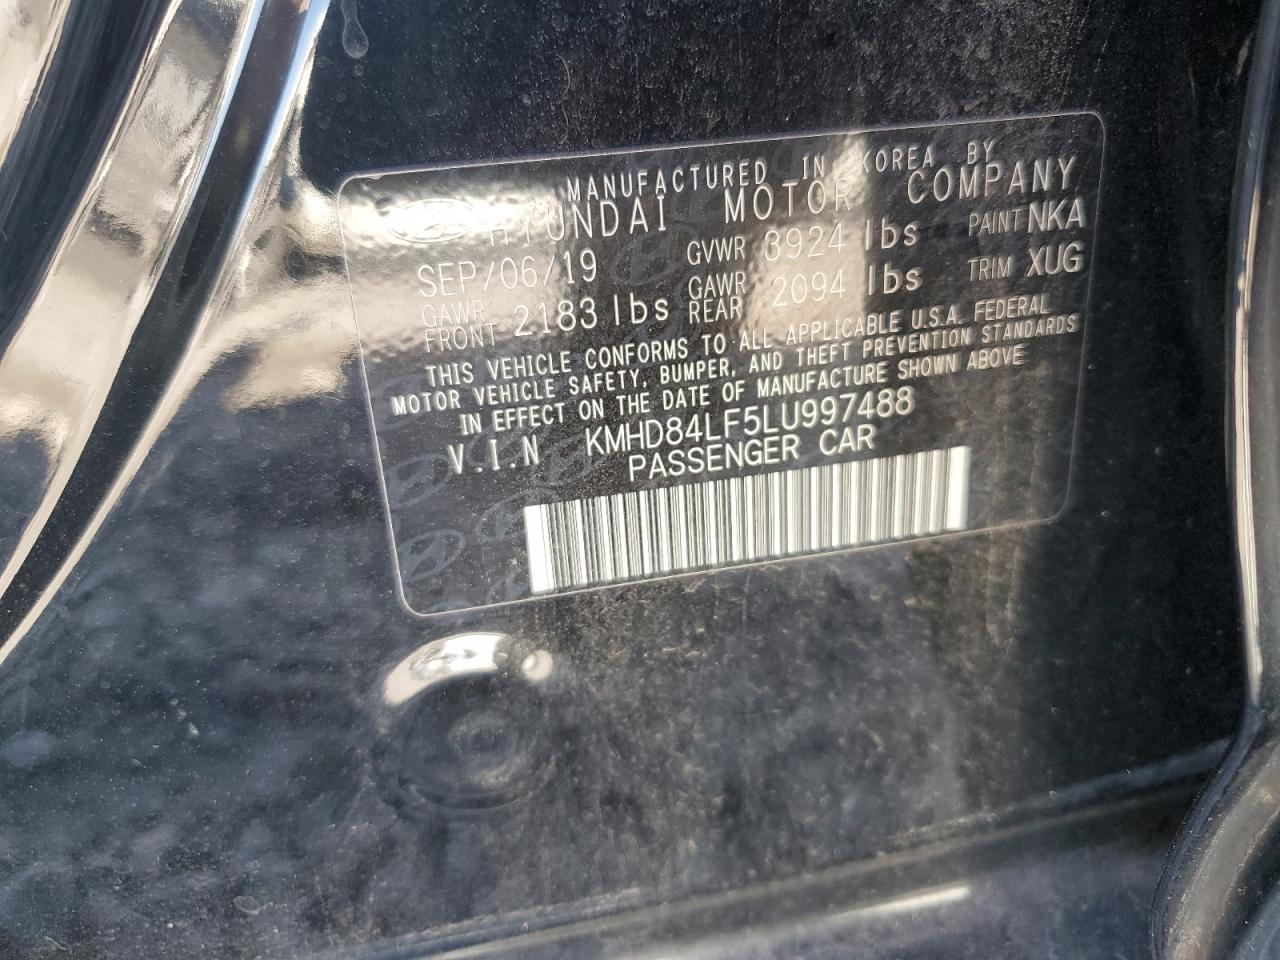 MANUFACTURED IN KOREA BY
HYUNDAI MOTOR COMPANY
SEP/06/19 GVWR 3924 lbs PAINT NKA
GAWR FRONT 2183 lbs GAWR REAR 2094 lbs TRIM XUG
THIS VEHICLE CONFORMS TO ALL APPLICABLE U.S.A. FEDERAL
MOTOR VEHICLE SAFETY, BUMPER, AND THEFT PREVENTION STANDARDS
IN EFFECT ON THE DATE OF MANUFACTURE SHOWN ABOVE
V.I.N KMHD84LF5LU997488
PASSENGER CAR